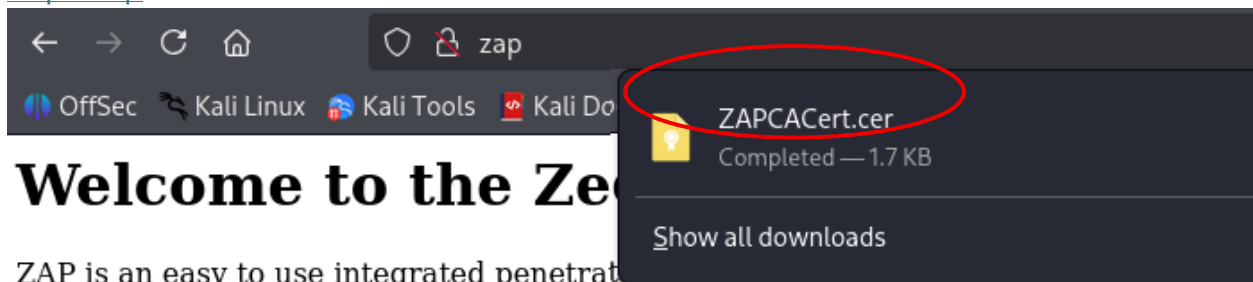 zap
OffSec Kali Linux Kali Tools Kali Do
ZAPCACert.cer
Completed — 1.7 KB
Show all downloads
Welcome to the Ze
ZAP is an easy to use integrated penetrat